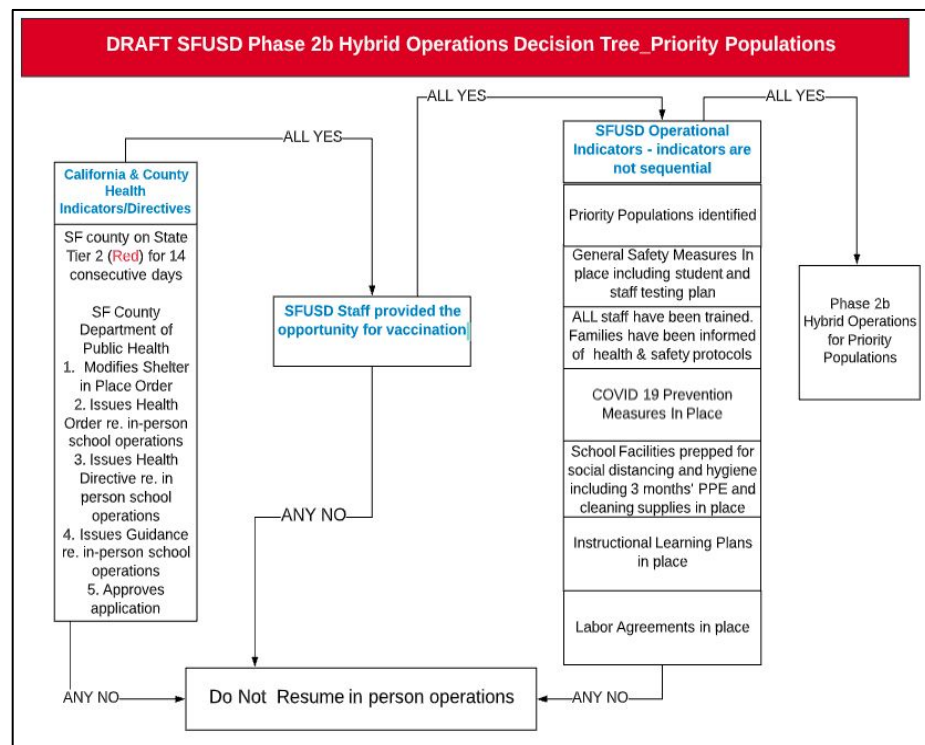 DRAFT SFUSD Phase 2b Hybrid Operations Decision Tree_Priority Populations
ALL YES
California & County
Health
Indicators/Directives
SF county on State
Tier 2 (Red) for 14
consecutive days
SF County
Department of
Public Health
1. Modifies Shelter
in Place Order
2. Issues Health
Order re. in-person
school operations
3. Issues Health
Directive re. in
person school
operations
4. Issues Guidance
re. in-person school
operations
5. Approves
application
ANY NO
ALL YES
SFUSD Staff provided the
opportunity for vaccination
ANY NO
ALL YES
SFUSD Operational
Indicators - indicators are
not sequential
Priority Populations identified
General Safety Measures In
place including student and
staff testing plan
ALL staff have been trained.
Families have been informed
of health & safety protocols
COVID 19 Prevention
Measures In Place
School Facilities prepped for
social distancing and hygiene
including 3 months' PPE and
cleaning supplies in place
Instructional Learning Plans
in place
Labor Agreements in place
ANY NO
Phase 2b
Hybrid Operations
for Priority
Populations
Do Not Resume in person operations